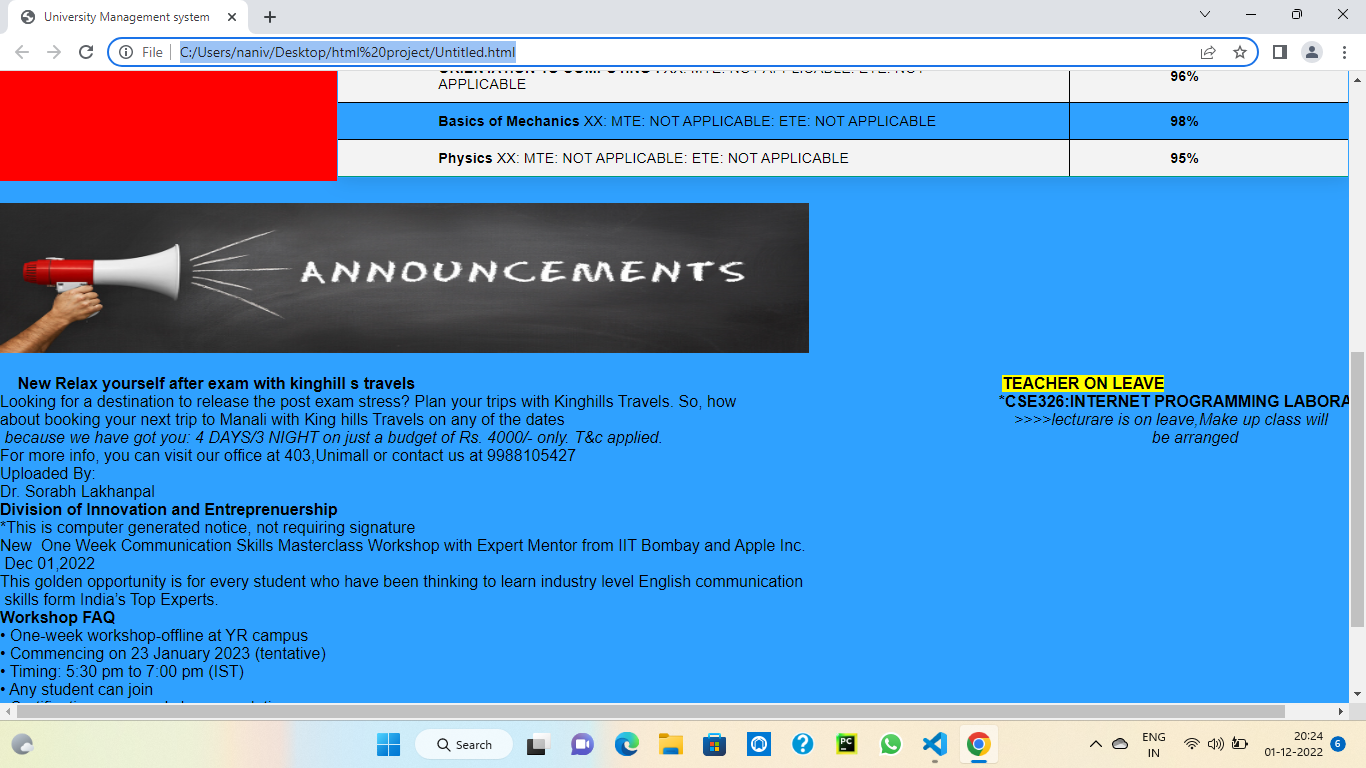 University Management system
File
C:/Users/naniv/Desktop/html%20project/Untitled.html
ORIENTATION TO COMPUTING I XX: MTE: NOT APPLICABLE: ETE: NOT
APPLICABLE
96%
Basics of Mechanics XX: MTE: NOT APPLICABLE: ETE: NOT APPLICABLE
98%
Physics XX: MTE: NOT APPLICABLE: ETE: NOT APPLICABLE
95%
ANNOUNCEMENTS
New Relax yourself after exam with kinghill s travels
Looking for a destination to release the post exam stress? Plan your trips with Kinghills Travels. So, how
about booking your next trip to Manali with King hills Travels on any of the dates
because we have got you: 4 DAYS/3 NIGHT on just a budget of Rs. 4000/- only. T&c applied.
For more info, you can visit our office at 403,Unimall or contact us at 9988105427
Uploaded By:
Dr. Sorabh Lakhanpal
Division of Innovation and Entreprenuership
*This is computer generated notice, not requiring signature
New One Week Communication Skills Masterclass Workshop with Expert Mentor from IIT Bombay and Apple Inc.
Dec 01,2022
This golden opportunity is for every student who have been thinking to learn industry level English communication
skills form India’s Top Experts.
Workshop FAQ
• One-week workshop-offline at YR campus
• Commencing on 23 January 2023 (tentative)
• Timing: 5:30 pm to 7:00 pm (IST)
• Any student can join
TEACHER ON LEAVE
*CSE326:INTERNET PROGRAMMING LABORA
>>>>lecturare is on leave,Make up class will
be arranged
Search
PC
ENG
IN
20:24
01-12-2022
6